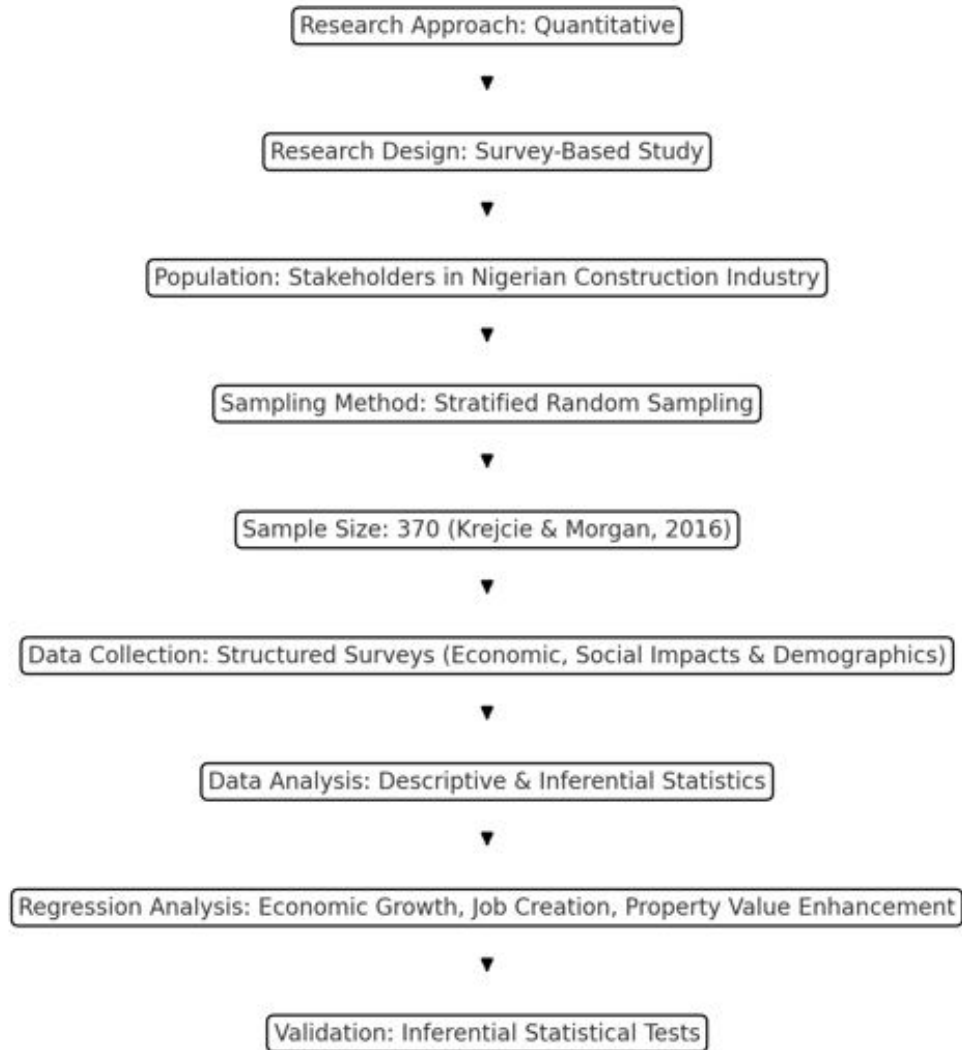 Research Approach: Quantitative
Research Design: Survey-Based Study
Population: Stakeholders in Nigerian Construction Industry
Sampling Method: Stratified Random Sampling
Sample Size: 370 (Krejcie & Morgan, 2016)
Data Collection: Structured Surveys (Economic, Social Impacts & Demographics)
Data Analysis: Descriptive & Inferential Statistics
Regression Analysis: Economic Growth, Job Creation, Property Value Enhancement
Validation: Inferential Statistical Tests